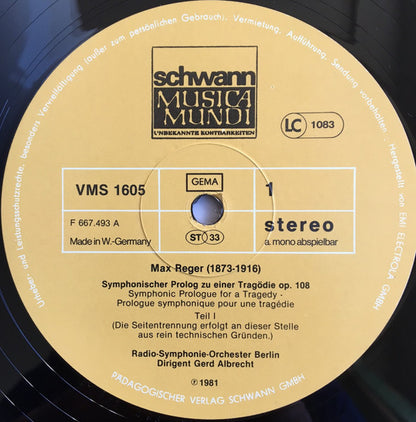 Urheber- und Leistungsschutzrechte, besonders Vervielfältigung (außer zum persönlichen Gebrauch), Vermietung, Aufführung, Sendung vorbehalten. Hergestellt von EMI ELECTROLA GMBH
schwann
MUSICA
MUNDI
UNBEKANNTE KOSTBARKEITEN
LC 1083
VMS 1605
GEMA
1
F 667.493 A
Made in W.-Germany
ST 33
stereo
a. mono abspielbar
Max Reger (1873-1916)
Symphonischer Prolog zu einer Tragödie op. 108
Symphonic Prologue for a Tragedy ·
Prologue symphonique pour une tragédie
Teil I
(Die Seitentrennung erfolgt an dieser Stelle
aus rein technischen Gründen.)
Radio-Symphonie-Orchester Berlin
Dirigent Gerd Albrecht
℗ 1981
PÄDAGOGISCHER VERLAG SCHWANN GMBH